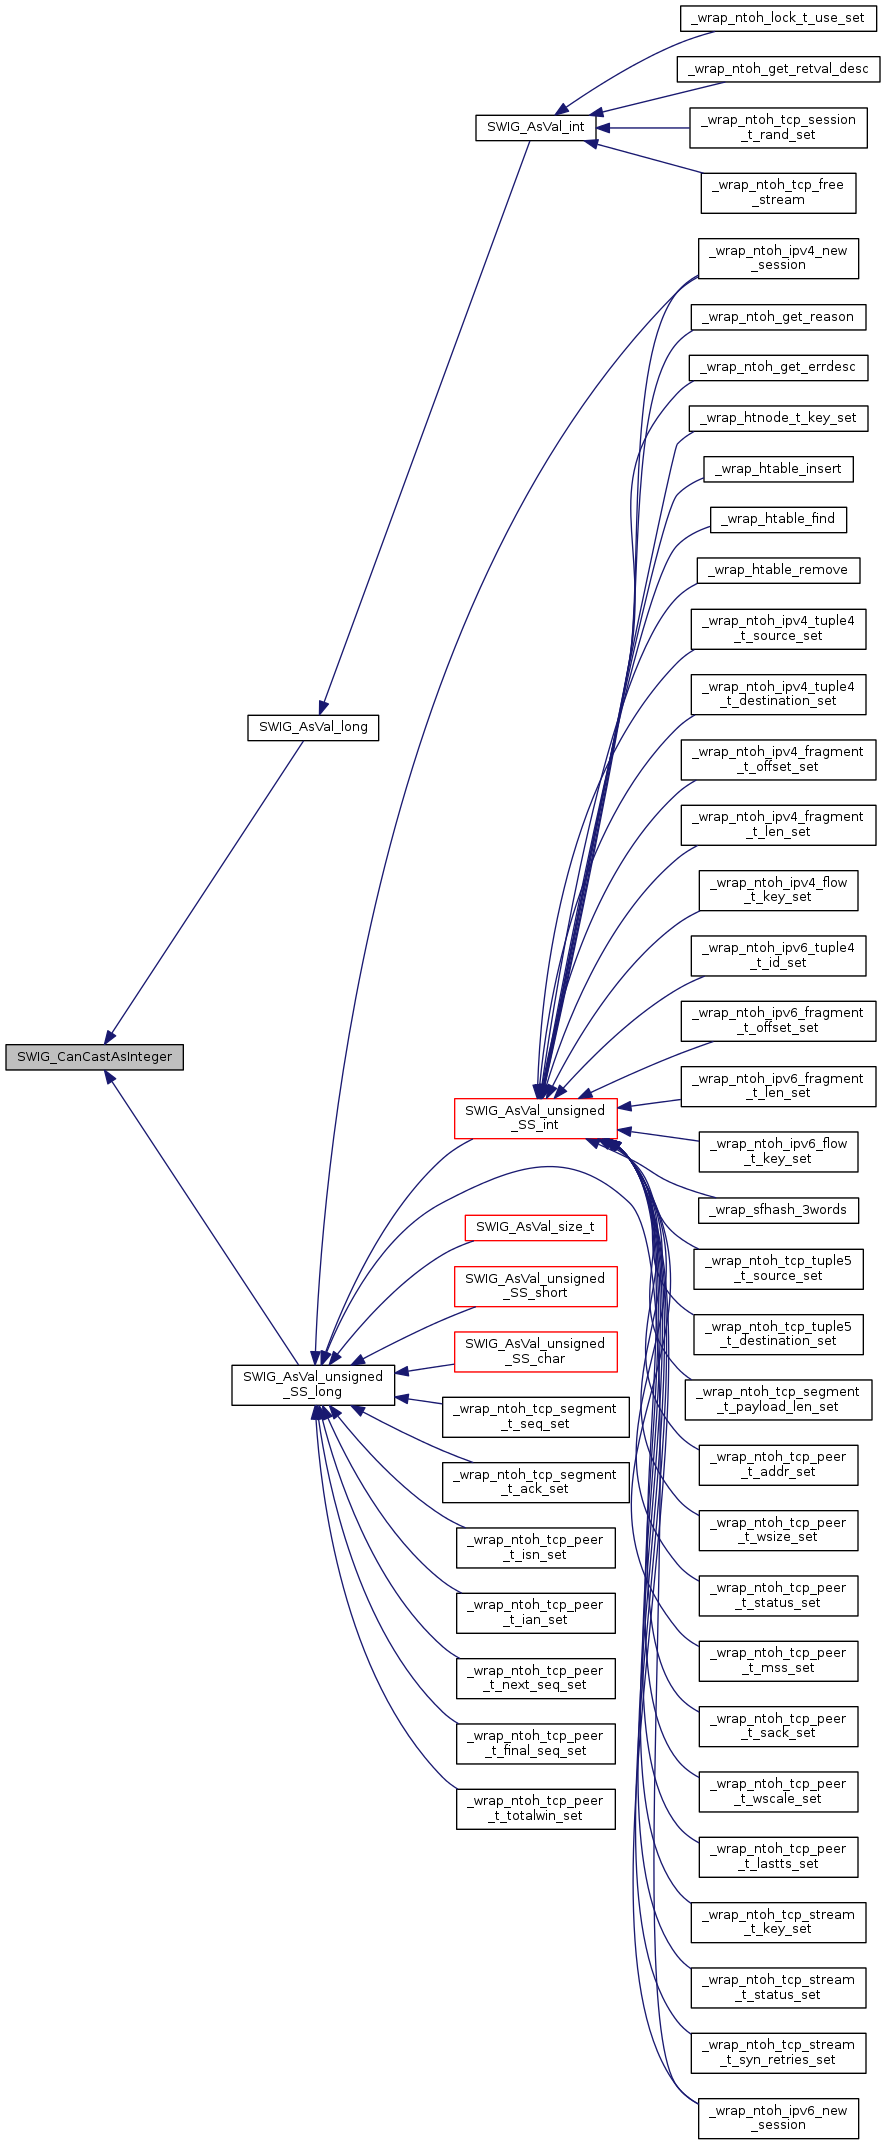 _wrap_ntoh_lock_t_use_set
_wrap_ntoh_get_retval_desc
SWIG_AsVal_int
_wrap_ntoh_tcp_session
_t_rand_set
_wrap_ntoh_tcp_free
_stream
_wrap_ntoh_ipv4_new
_session
_wrap_ntoh_get_reason
_wrap_ntoh_get_errdesc
_wrap_htnode_t_key_set
_wrap_htable_insert
_wrap_htable_find
_wrap_htable_remove
_wrap_ntoh_ipv4_tuple4
_t_source_set
_wrap_ntoh_ipv4_tuple4
_t_destination_set
SWIG_AsVal_long
_wrap_ntoh_ipv4_fragment
_t_offset_set
_wrap_ntoh_ipv4_fragment
_t_len_set
_wrap_ntoh_ipv4_flow
_t_key_set
_wrap_ntoh_ipv6_tuple4
_t_id_set
_wrap_ntoh_ipv6_fragment
_t_offset_set
SWIG_CanCastAsInteger
_wrap_ntoh_ipv6_fragment
_t_len_set
SWIG_AsVal_unsigned
_SS_int
_wrap_ntoh_ipv6_flow
_t_key_set
_wrap_sfhash_3words
SWIG_AsVal_size_t
_wrap_ntoh_tcp_tuple5
_t_source_set
SWIG_AsVal_unsigned
_SS_short
_wrap_ntoh_tcp_tuple5
_t_destination_set
SWIG_AsVal_unsigned
_SS_char
SWIG_AsVal_unsigned
_SS_long
_wrap_ntoh_tcp_segment
_t_payload_len_set
_wrap_ntoh_tcp_segment
_t_seq_set
_wrap_ntoh_tcp_peer
_t_addr_set
_wrap_ntoh_tcp_segment
_t_ack_set
_wrap_ntoh_tcp_peer
_t_wsize_set
_wrap_ntoh_tcp_peer
_t_isn_set
_wrap_ntoh_tcp_peer
_t_status_set
_wrap_ntoh_tcp_peer
_t_ian_set
_wrap_ntoh_tcp_peer
_t_mss_set
_wrap_ntoh_tcp_peer
_t_next_seq_set
_wrap_ntoh_tcp_peer
_t_sack_set
_wrap_ntoh_tcp_peer
_t_final_seq_set
_wrap_ntoh_tcp_peer
_t_wscale_set
_wrap_ntoh_tcp_peer
_t_totalwin_set
_wrap_ntoh_tcp_peer
_t_lastts_set
_wrap_ntoh_tcp_stream
_t_key_set
_wrap_ntoh_tcp_stream
_t_status_set
_wrap_ntoh_tcp_stream
_t_syn_retries_set
_wrap_ntoh_ipv6_new
_session